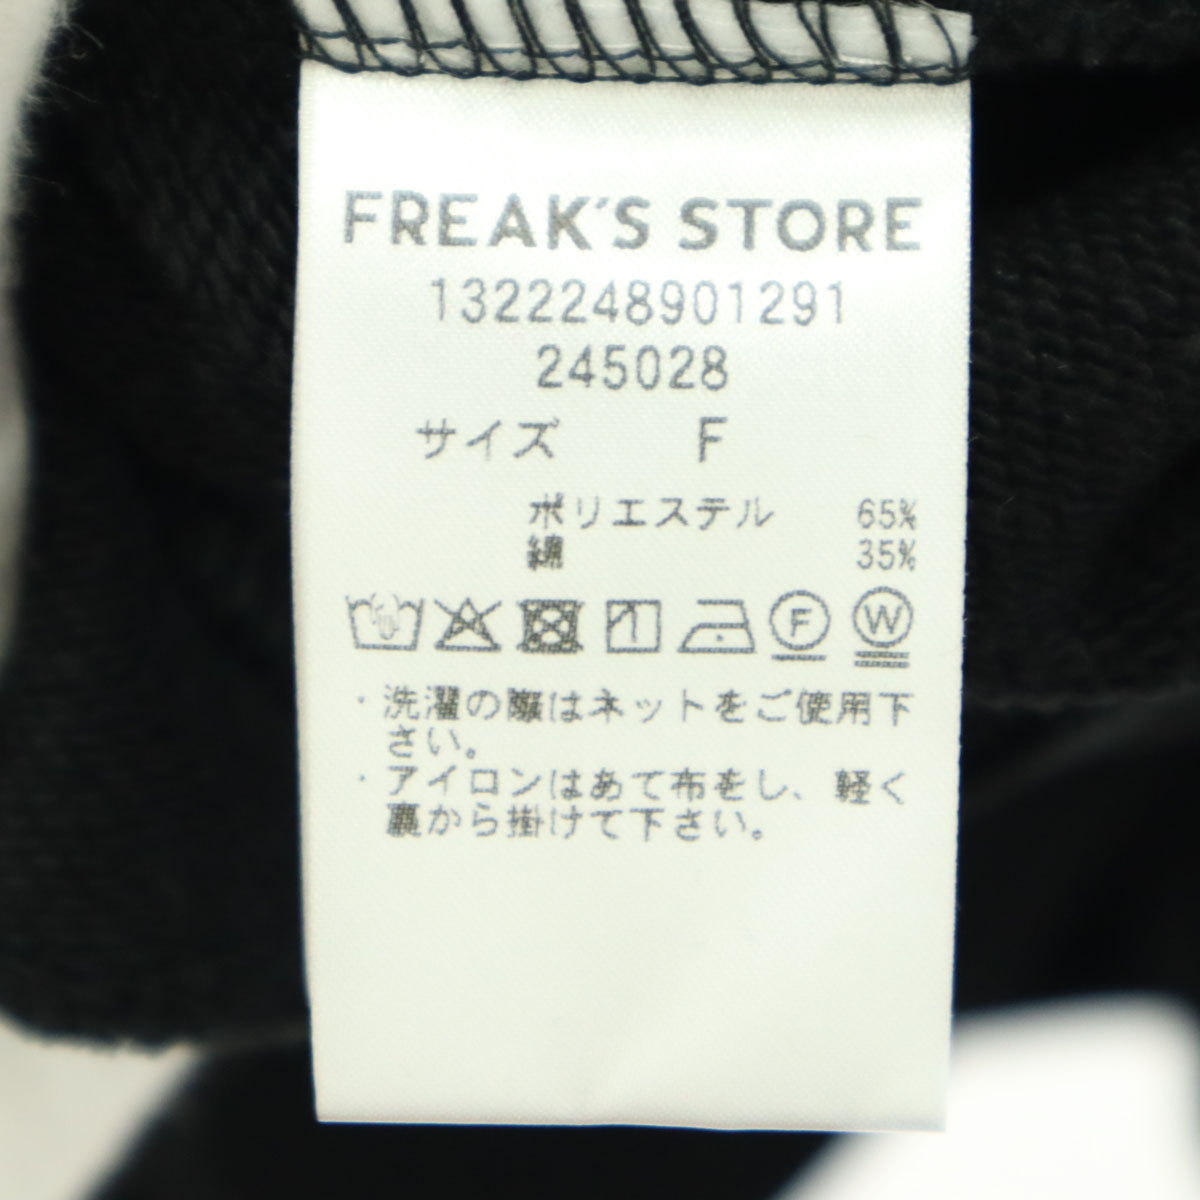 FREAK'S STORE
1322248901291
245028
サイズ F
ポリエステル 65%
綿 35%
F W
・洗濯の際はネットをご使用下
さい。
・アイロンはあて布をし、軽く
裏から掛けて下さい。